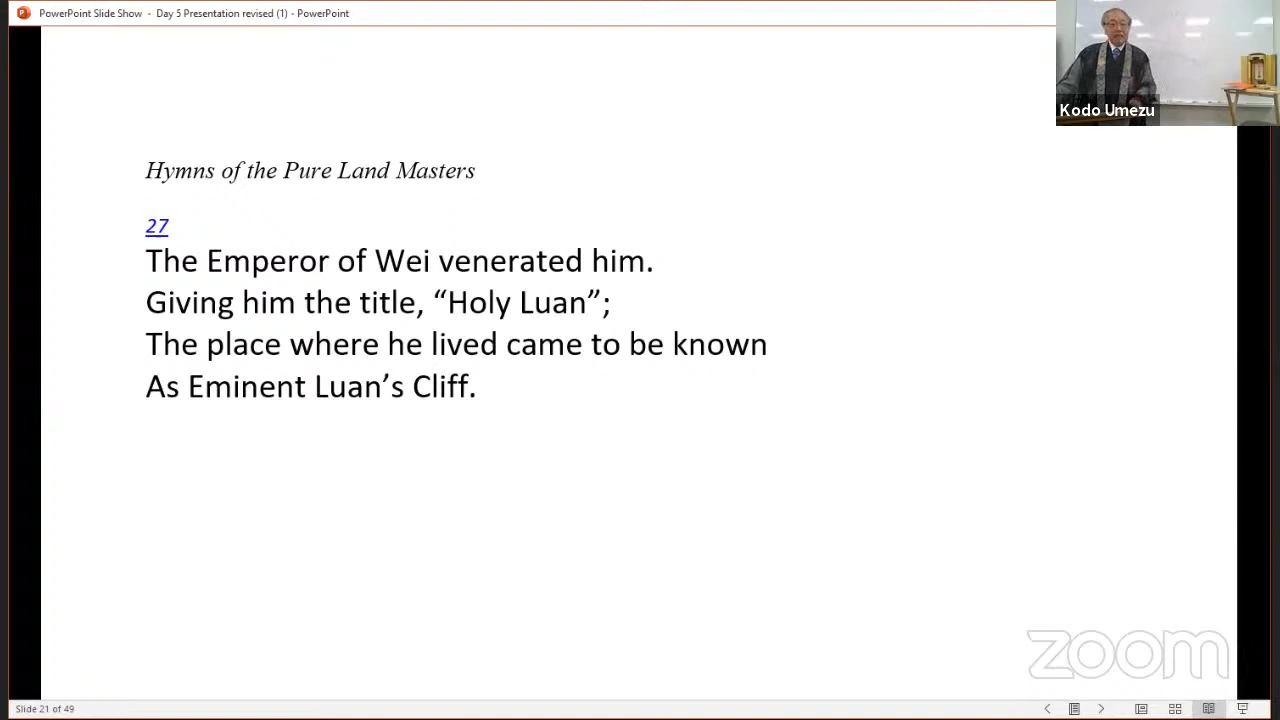 PowerPoint Slide Show - Day 5 Presentation revised (1) - PowerPoint
Kodo Umezu
Hymns of the Pure Land Masters
27
The Emperor of Wei venerated him.
Giving him the title, “Holy Luan”;
The place where he lived came to be known
As Eminent Luan’s Cliff.
zoom
Slide 21 of 49